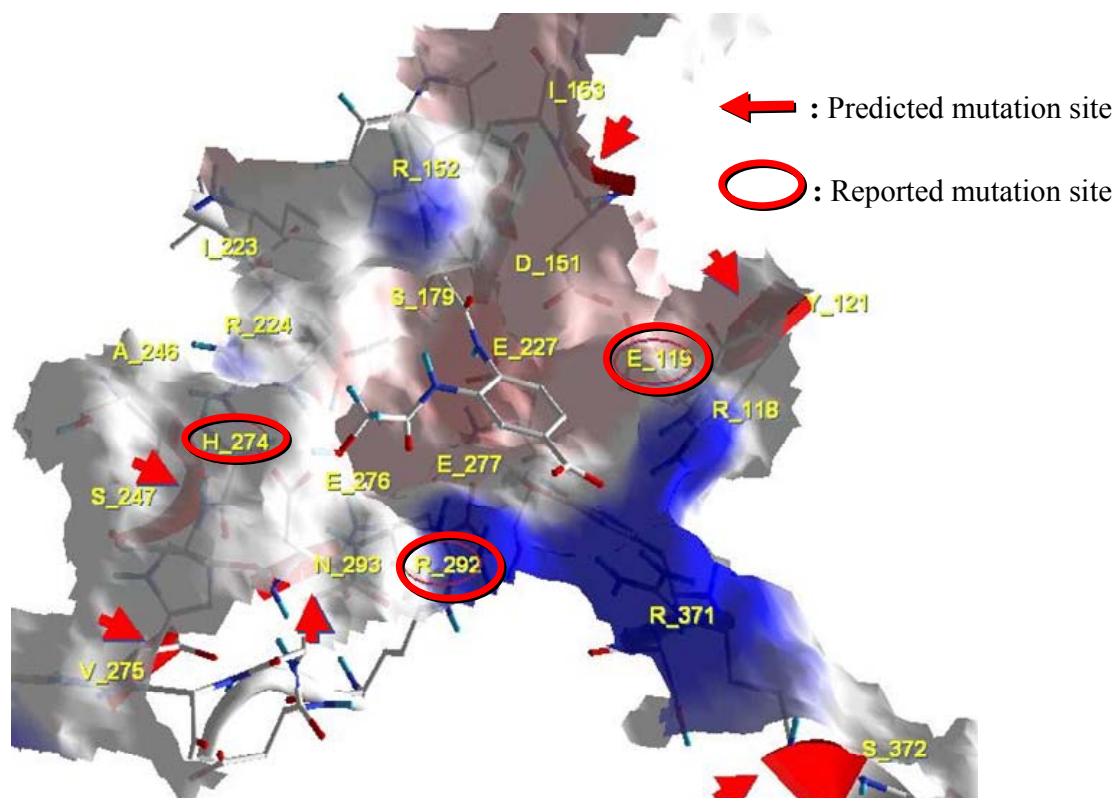 I_153
: Predicted mutation site
R_152
: Reported mutation site
I_223
D_151
S_179
Y_121
R_224
A_246
E_227
E_119
R_118
H_274
E_277
E_276
S_247
N_293
R_292
R_371
V_275
S_372